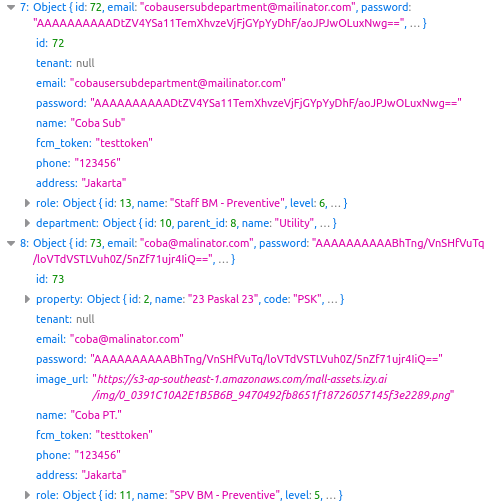 7: Object { id: 72, email: "cobausersubdepartment@mailinator.com", password:
"AAAAAAAAAADtZV4YSa11TemXhvzeVjFjGYpYyDhF/aoJPJwOLuxNwg==", … }
id: 72
tenant: null
email: "cobausersubdepartment@mailinator.com"
password: "AAAAAAAAAADtZV4YSa11TemXhvzeVjFjGYpYyDhF/aoJPJwOLuxNwg=="
name: "Coba Sub"
fcm_token: "testtoken"
phone: "123456"
address: "Jakarta"
role: Object { id: 13, name: "Staff BM - Preventive", level: 6, … }
department: Object { id: 10, parent_id: 8, name: "Utility", … }
8: Object { id: 73, email: "coba@malinator.com", password: "AAAAAAAAAABhTng/VnSHfVuTq
/loVTdVSTLVuh0Z/5nZf71ujr4IiQ==", … }
id: 73
property: Object { id: 2, name: "23 Paskal 23", code: "PSK", … }
tenant: null
email: "coba@malinator.com"
password: "AAAAAAAAAABhTng/VnSHfVuTq/loVTdVSTLVuh0Z/5nZf71ujr4IiQ=="
image_url: "https://s3-ap-southeast-1.amazonaws.com/mall-assets.izy.ai
/img/0_0391C10A2E1B5B6B_9470492fb8651f18726057145f3e2289.png"
name: "Coba PT."
fcm_token: "testtoken"
phone: "123456"
address: "Jakarta"
role: Object { id: 11, name: "SPV BM - Preventive", level: 5, … }